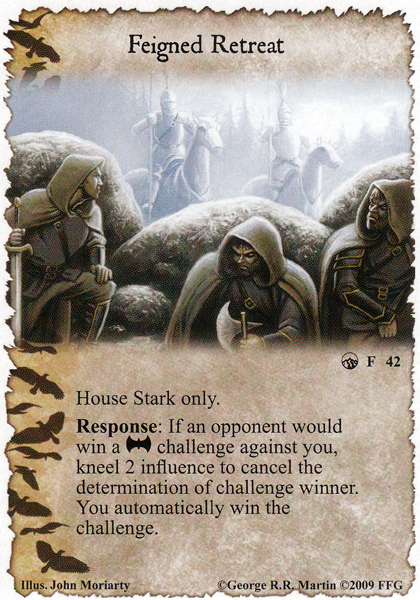 Feigned Retreat
F 42
House Stark only.
Response: If an opponent would
win a challenge against you,
kneel 2 influence to cancel the
determination of challenge winner.
You automatically win the
challenge.
Illus. John Moriarty ©George R.R. Martin ©2009 FFG